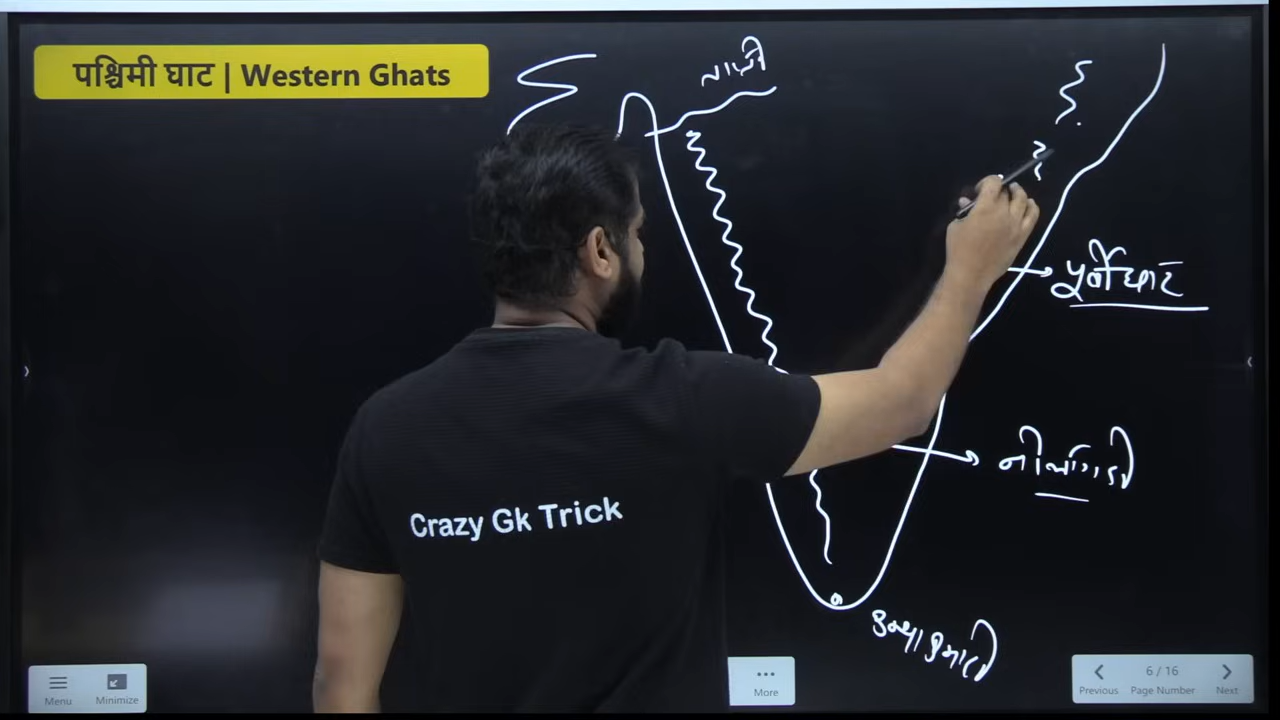 पश्चिमी घाट | Western Ghats
ताप्ती
पूर्वी घाट
नीलगिरी
कन्याकुमारी
Crazy Gk Trick
Menu
Minimize
More
6 / 16
Previous
Page Number
Next